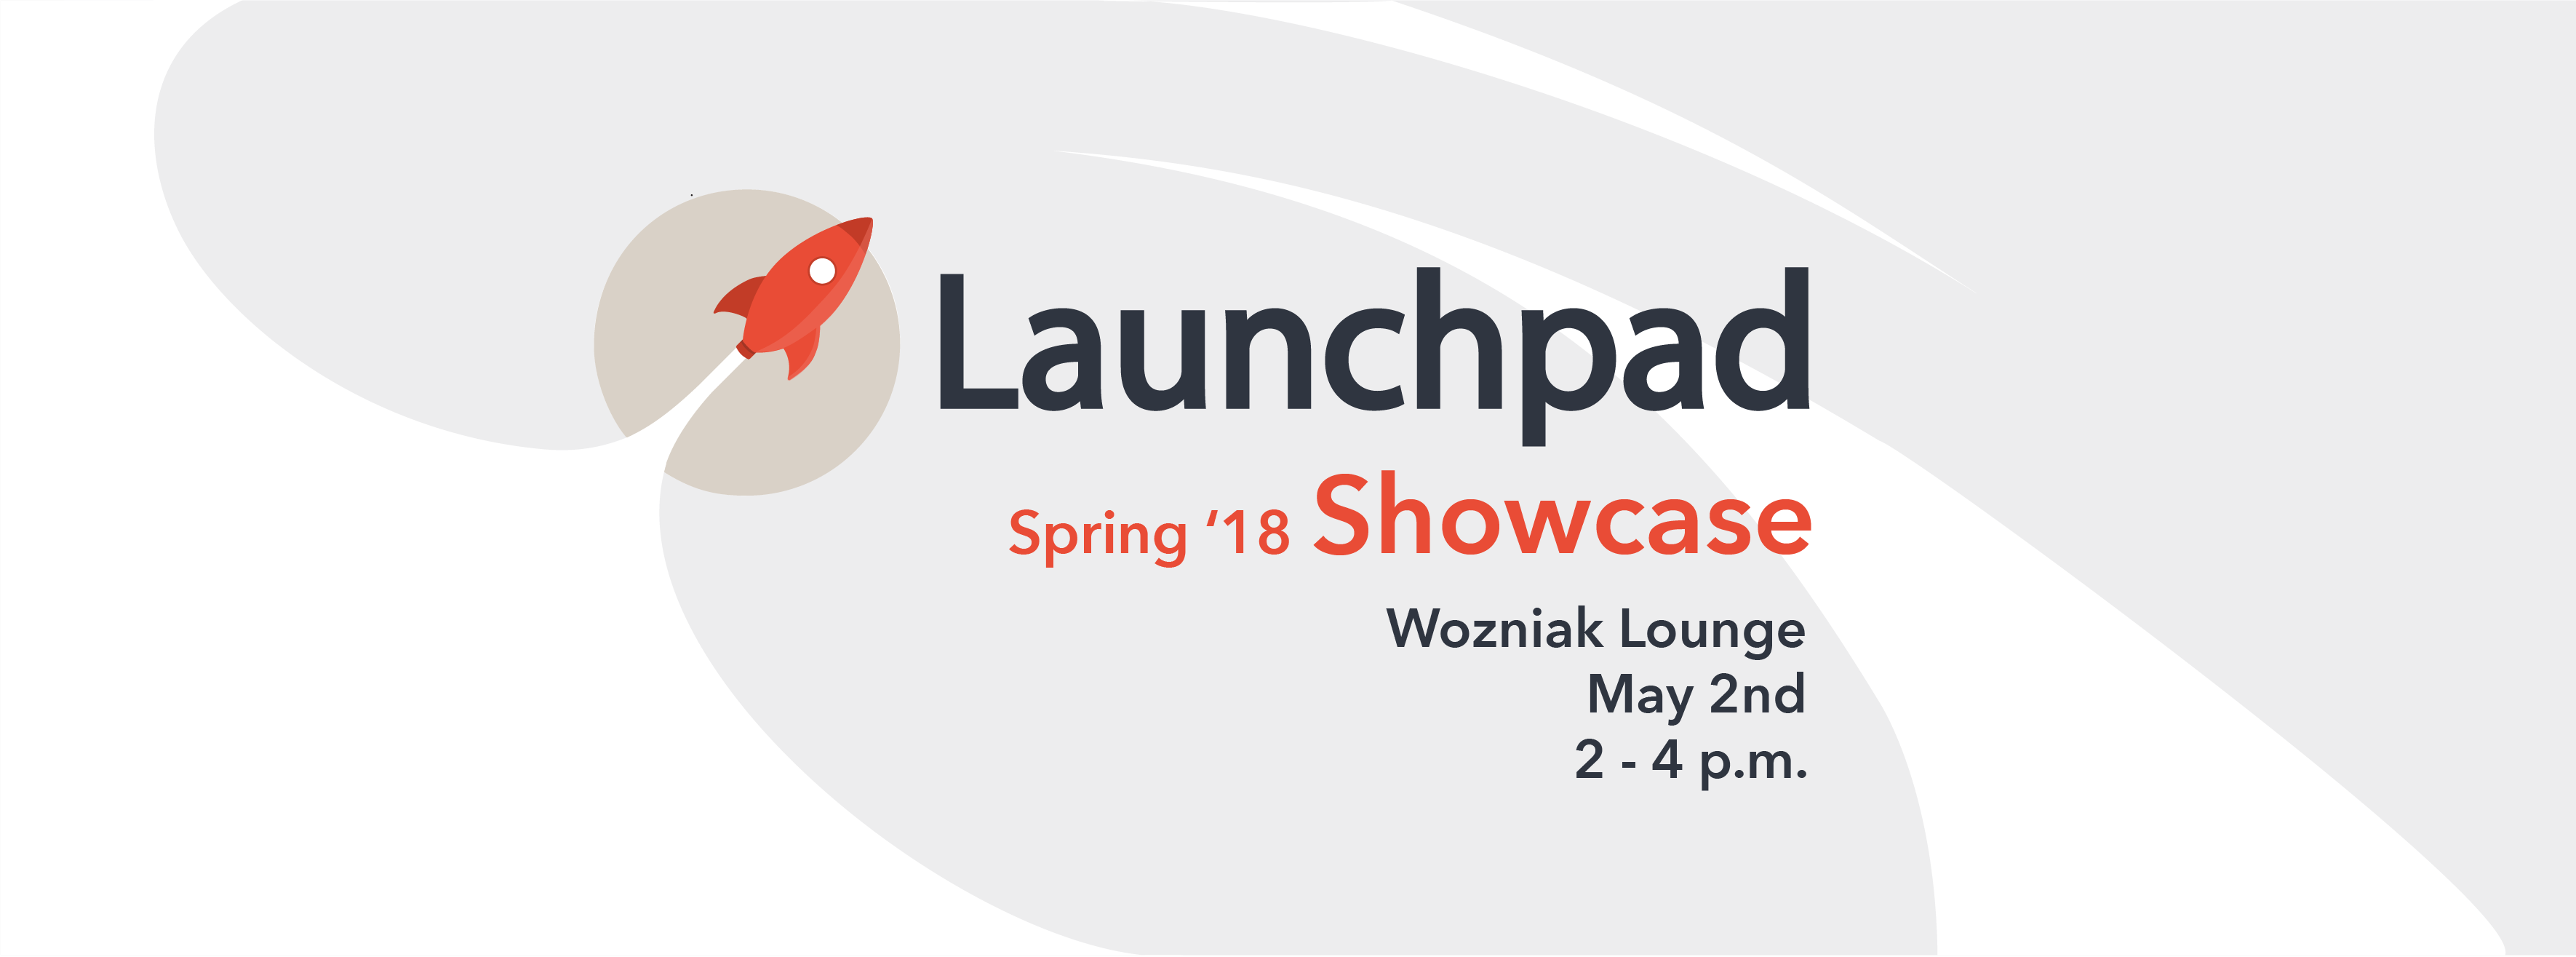 Launchpad
Spring ‘18 Showcase
Wozniak Lounge
May 2nd
2 - 4 p.m.